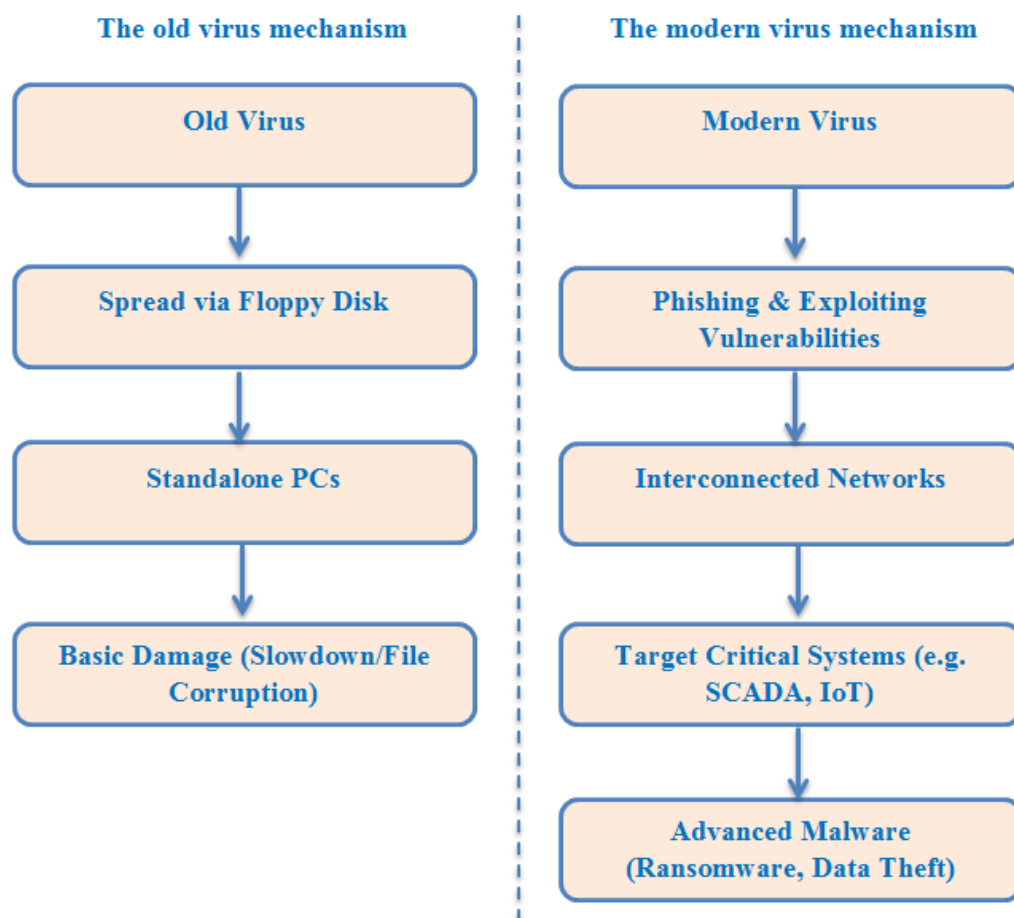 The old virus mechanism
Old Virus
Spread via Floppy Disk
Standalone PCs
Basic Damage (Slowdown/File
Corruption)
The modern virus mechanism
Modern Virus
Phishing & Exploiting
Vulnerabilities
Interconnected Networks
Target Critical Systems (e.g.
SCADA, IoT)
Advanced Malware
(Ransomware, Data Theft)